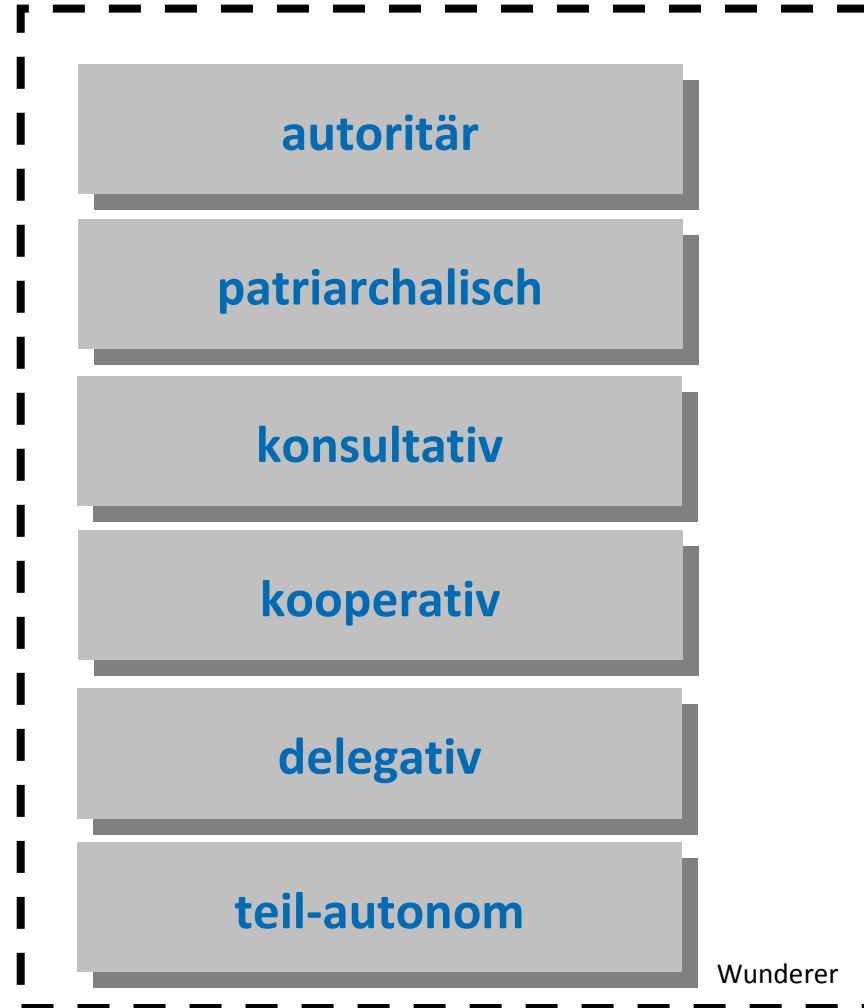 autoritär
patriarchalisch
konsultativ
kooperativ
delegativ
teil-autonom
Wunderer